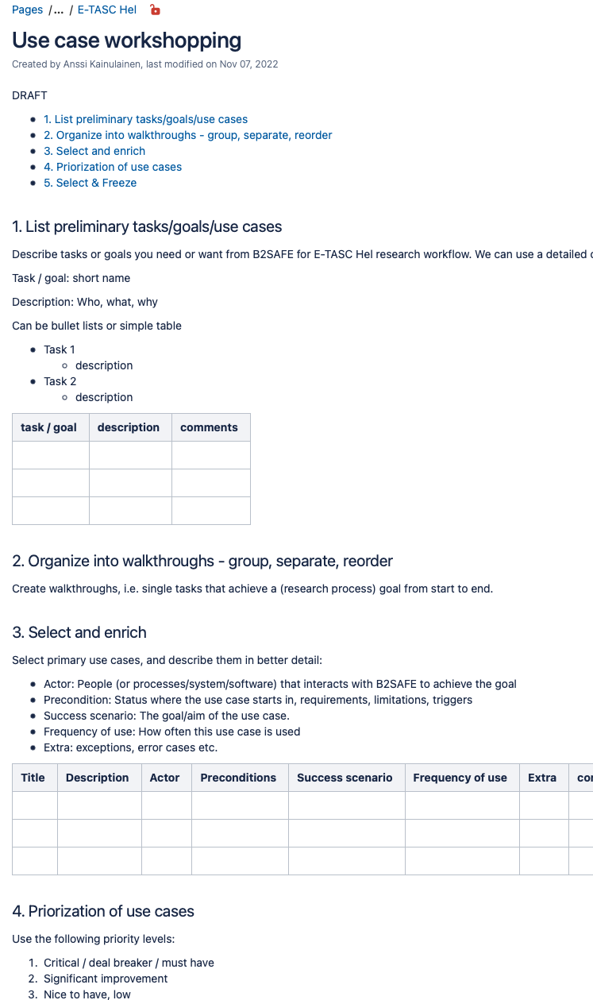 Pages /... / E-TASC Hel
Use case workshopping
Created by Anssi Kainulainen, last modified on Nov 07, 2022
DRAFT
1. List preliminary tasks/goals/use cases
2. Organize into walkthroughs - group, separate, reorder
3. Select and enrich
4. Priorization of use cases
5. Select & Freeze
1. List preliminary tasks/goals/use cases
Describe tasks or goals you need or want from B2SAFE for E-TASC Hel research workflow. We can use a detailed
Task / goal: short name
Description: Who, what, why
Can be bullet lists or simple table
Task 1
description
Task 2
description
task / goal description comments
2. Organize into walkthroughs - group, separate, reorder
Create walkthroughs, i.e. single tasks that achieve a (research process) goal from start to end.
3. Select and enrich
Select primary use cases, and describe them in better detail:
Actor: People (or processes/system/software) that interacts with B2SAFE to achieve the goal
Precondition: Status where the use case starts in, requirements, limitations, triggers
Success scenario: The goal/aim of the use case.
Frequency of use: How often this use case is used
Extra: exceptions, error cases etc.
Title Description Actor Preconditions Success scenario Frequency of use Extra
4. Priorization of use cases
Use the following priority levels:
1. Critical / deal breaker / must have
2. Significant improvement
3. Nice to have, low